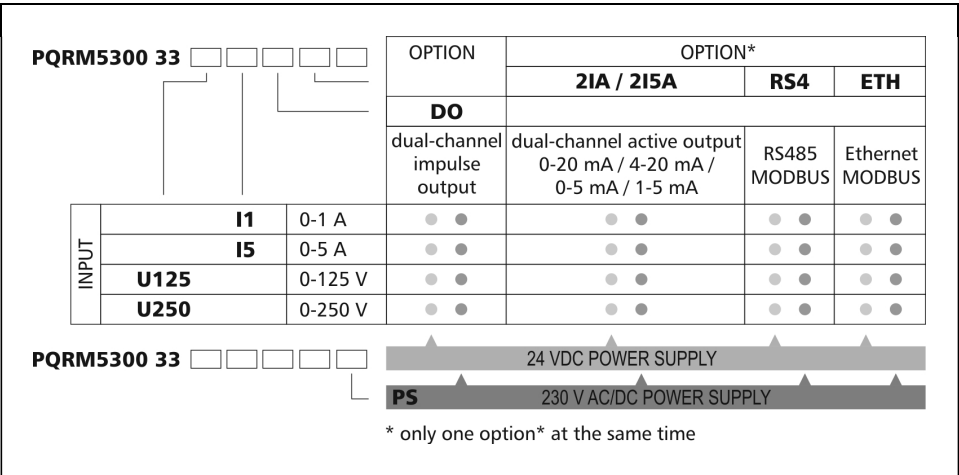 PQRM5300 33
OPTION
OPTION*
2IA / 2I5A
RS4
ETH
DO
dual-channel
impulse
output
dual-channel active output
0-20 mA / 4-20 mA /
0-5 mA / 1-5 mA
RS485
MODBUS
Ethernet
MODBUS
INPUT
I1
0-1 A
I5
0-5 A
U125
0-125 V
U250
0-250 V
PQRM5300 33
24 VDC POWER SUPPLY
PS
230 V AC/DC POWER SUPPLY
* only one option* at the same time